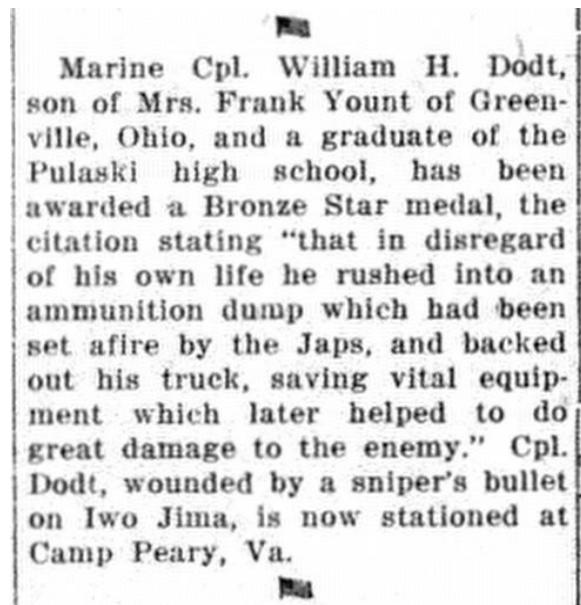 Marine Cpl. William H. Dodt,
son of Mrs. Frank Yount of Green-
ville, Ohio, and a graduate of the
Pulaski high school, has been
awarded a Bronze Star medal, the
citation stating “that in disregard
of his own life he rushed into an
ammunition dump which had been
set afire by the Japs, and backed
out his truck, saving vital equip-
ment which later helped to do
great damage to the enemy.” Cpl.
Dodt, wounded by a sniper's bullet
on Iwo Jima, is now stationed at
Camp Peary, Va.